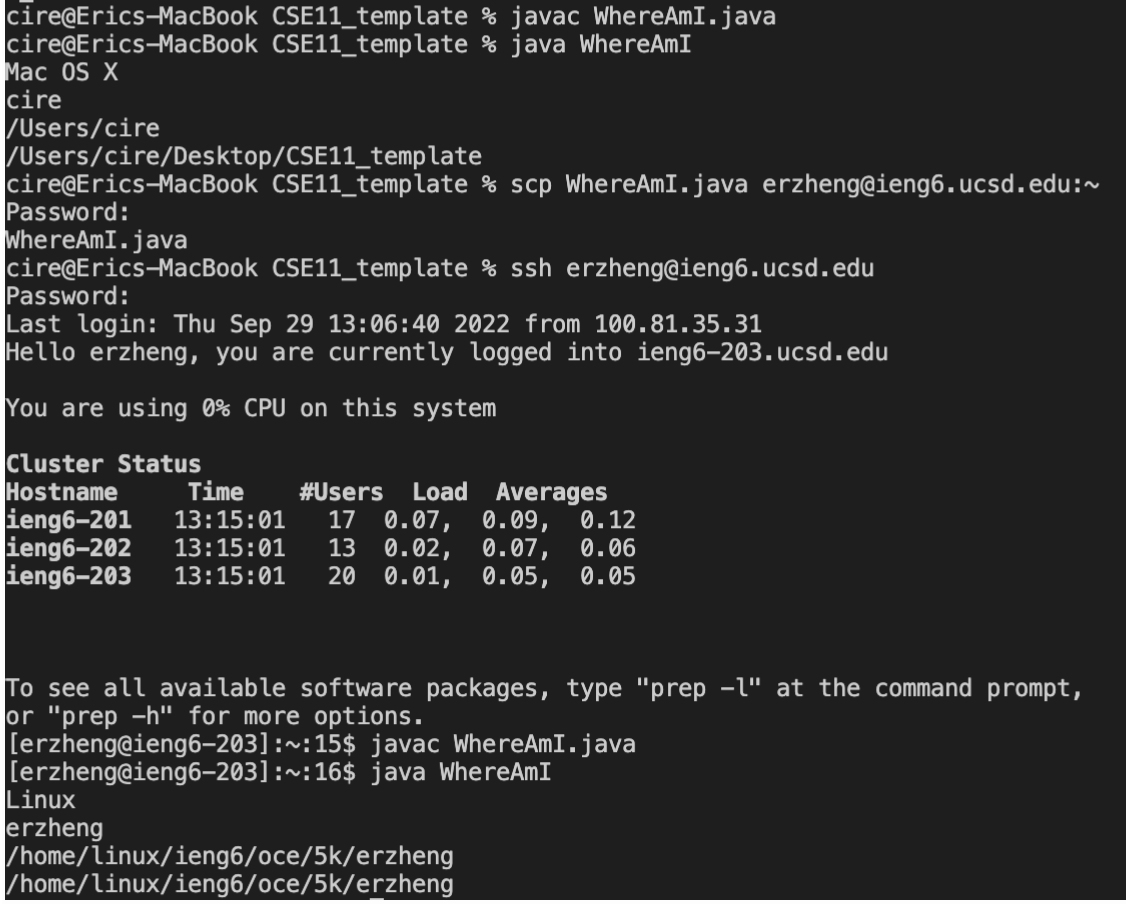 cire@Erics-MacBook CSE11_template % javac WhereAmI.java
cire@Erics-MacBook CSE11_template % java WhereAmI
Mac OS X
cire
/Users/cire
/Users/cire/Desktop/CSE11_template
cire@Erics-MacBook CSE11_template % scp WhereAmI.java erzheng@ieng6.ucsd.edu:~
Password:
WhereAmI.java
cire@Erics-MacBook CSE11_template % ssh erzheng@ieng6.ucsd.edu
Password:
Last login: Thu Sep 29 13:06:40 2022 from 100.81.35.31
Hello erzheng, you are currently logged into ieng6-203.ucsd.edu
You are using 0% CPU on this system
Cluster Status
Hostname     Time    #Users  Load  Averages
ieng6-201   13:15:01   17  0.07,  0.09,  0.12
ieng6-202   13:15:01   13  0.02,  0.07,  0.06
ieng6-203   13:15:01   20  0.01,  0.05,  0.05
To see all available software packages, type "prep -l" at the command prompt,
or "prep -h" for more options.
[erzheng@ieng6-203]:~:15$ javac WhereAmI.java
[erzheng@ieng6-203]:~:16$ java WhereAmI
Linux
erzheng
/home/linux/ieng6/oce/5k/erzheng
/home/linux/ieng6/oce/5k/erzheng